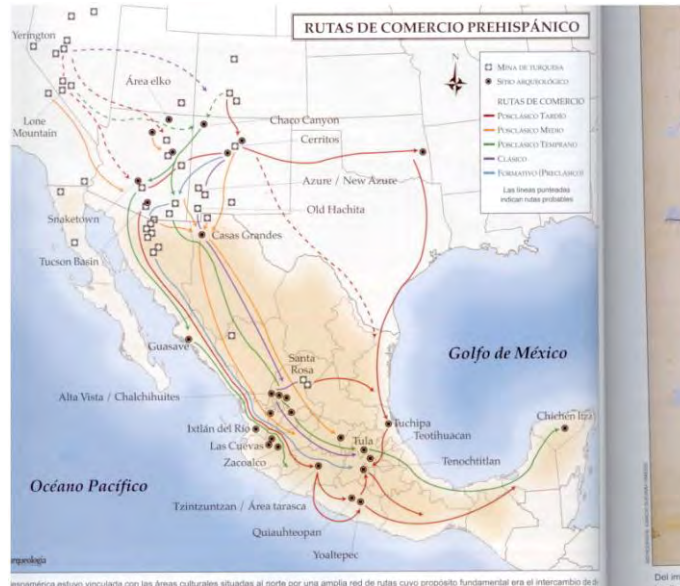 RUTAS DE COMERCIO PREHISPÁNICO
Yerington
Área elko
N
MINA DE TURQUESA
SITIO ARQUEOLÓGICO
RUTAS DE COMERCIO
POSCLÁSICO TARDÍO
POSCLÁSICO MEDIO
POSCLÁSICO TEMPRANO
CLÁSICO
FORMATIVO (PRECLÁSICO)
Las líneas punteadas
indican rutas probables
Chaco Canyon
Lone
Mountain
Cerritos
Azure / New Azure
Snaketown
Old Hachita
Casas Grandes
Tucson Basin
Guasave
Santa
Rosa
Golfo de México
Alta Vista / Chalchihuites
Ixtlán del Río
Tuchipa
Chichén Itzá
Las Cuevas
Tula
Teotihuacan
Zacoalco
Tenochtitlan
Océano Pacífico
Tzintzuntzan / Área tarasca
Quiauhteopan
Yoaltepec
arqueología
esoamérica estuvo vinculada con las áreas culturales situadas al norte por una amplia red de rutas cuyo propósito fundamental era el intercambio de
Del im